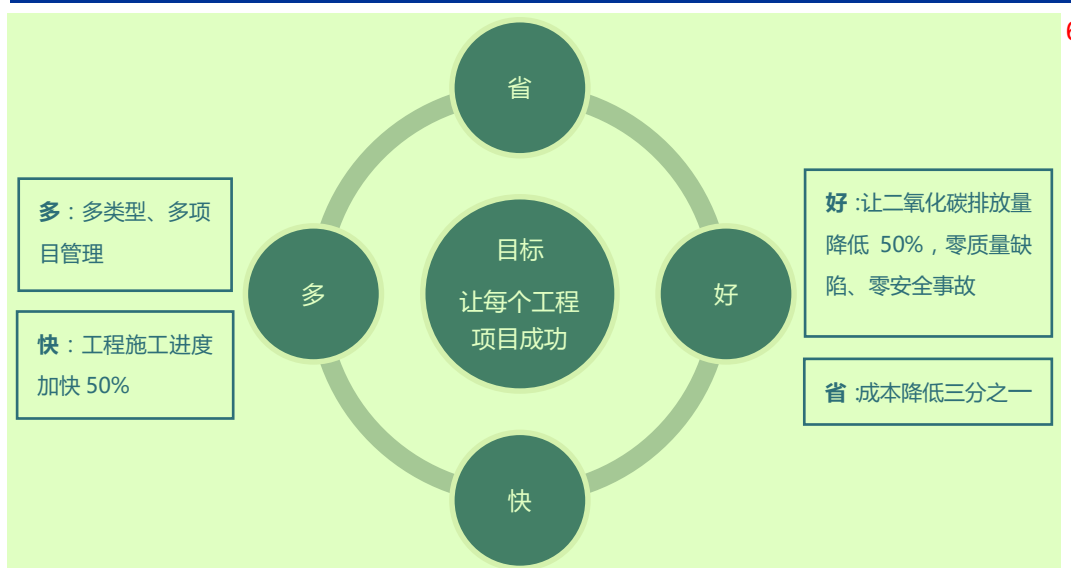 省
多：多类型、多项
目管理
快：工程施工进度
加快 50%
多
目标
让每个工程
项目成功
好
快
好:让二氧化碳排放量
降低 50%，零质量缺
陷、零安全事故
省:成本降低三分之一